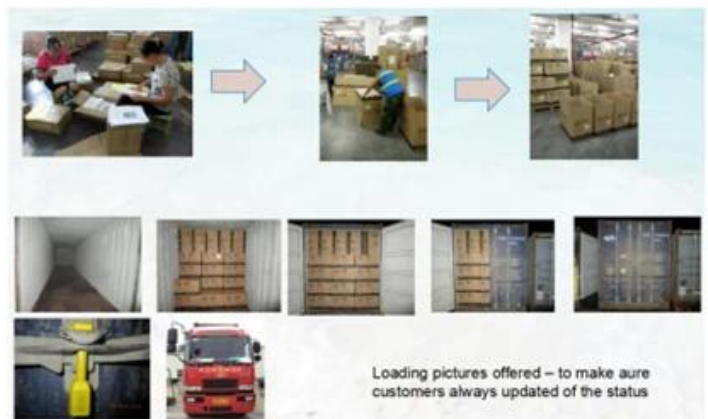 Loading pictures offered – to make aure
customers always updated of the status